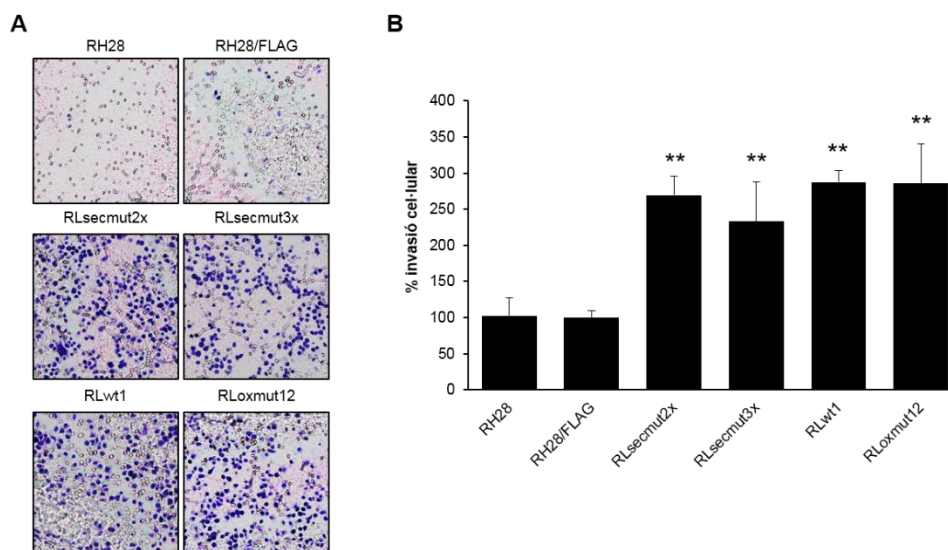 A
RH28
RH28/FLAG
RLsecmut2x
RLsecmut3x
RLwt1
RLoxmut12
B
% invasió cel·lular
400
350
300
250
200
150
100
50
0
**
**
**
**
RH28
RH28/FLAG
RLsecmut2x
RLsecmut3x
RLwt1
RLoxmut12